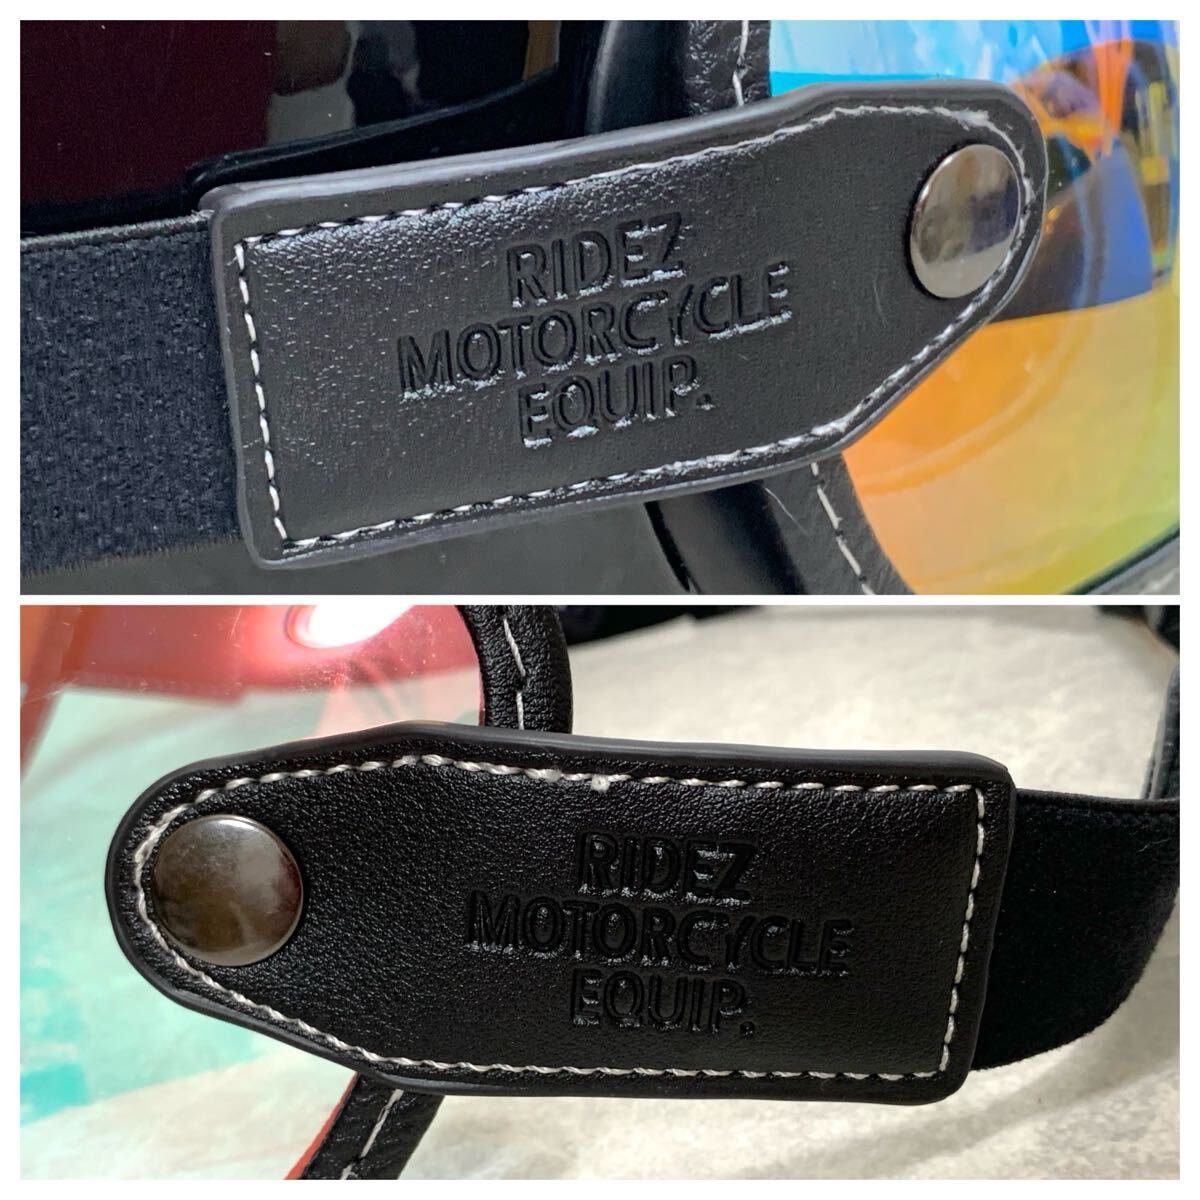 RIDEZ
MOTORCYCLE
EQUIP.
RIDEZ
MOTORCYCLE
EQUIP.